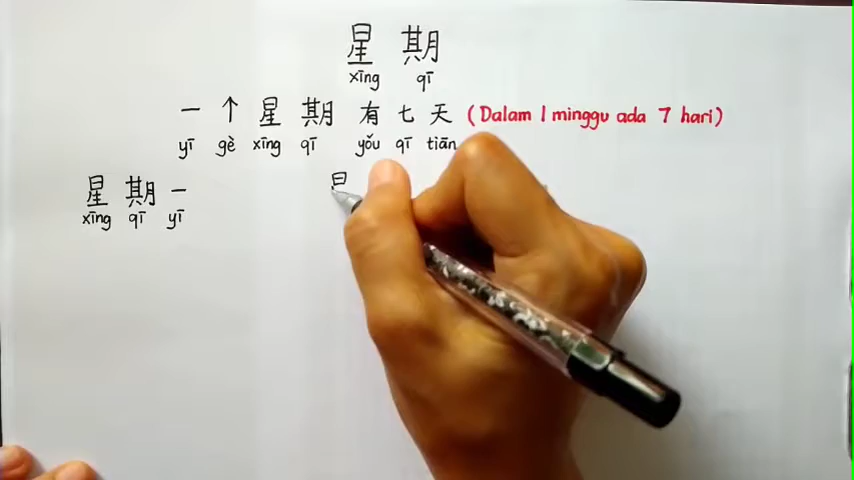 星 期
xīng qī
一 个 星 期 有 七 天 (Dalam 1 minggu ada 7 hari)
yī gè xīng qī yǒu qī tiān
星 期 一
xīng qī yī